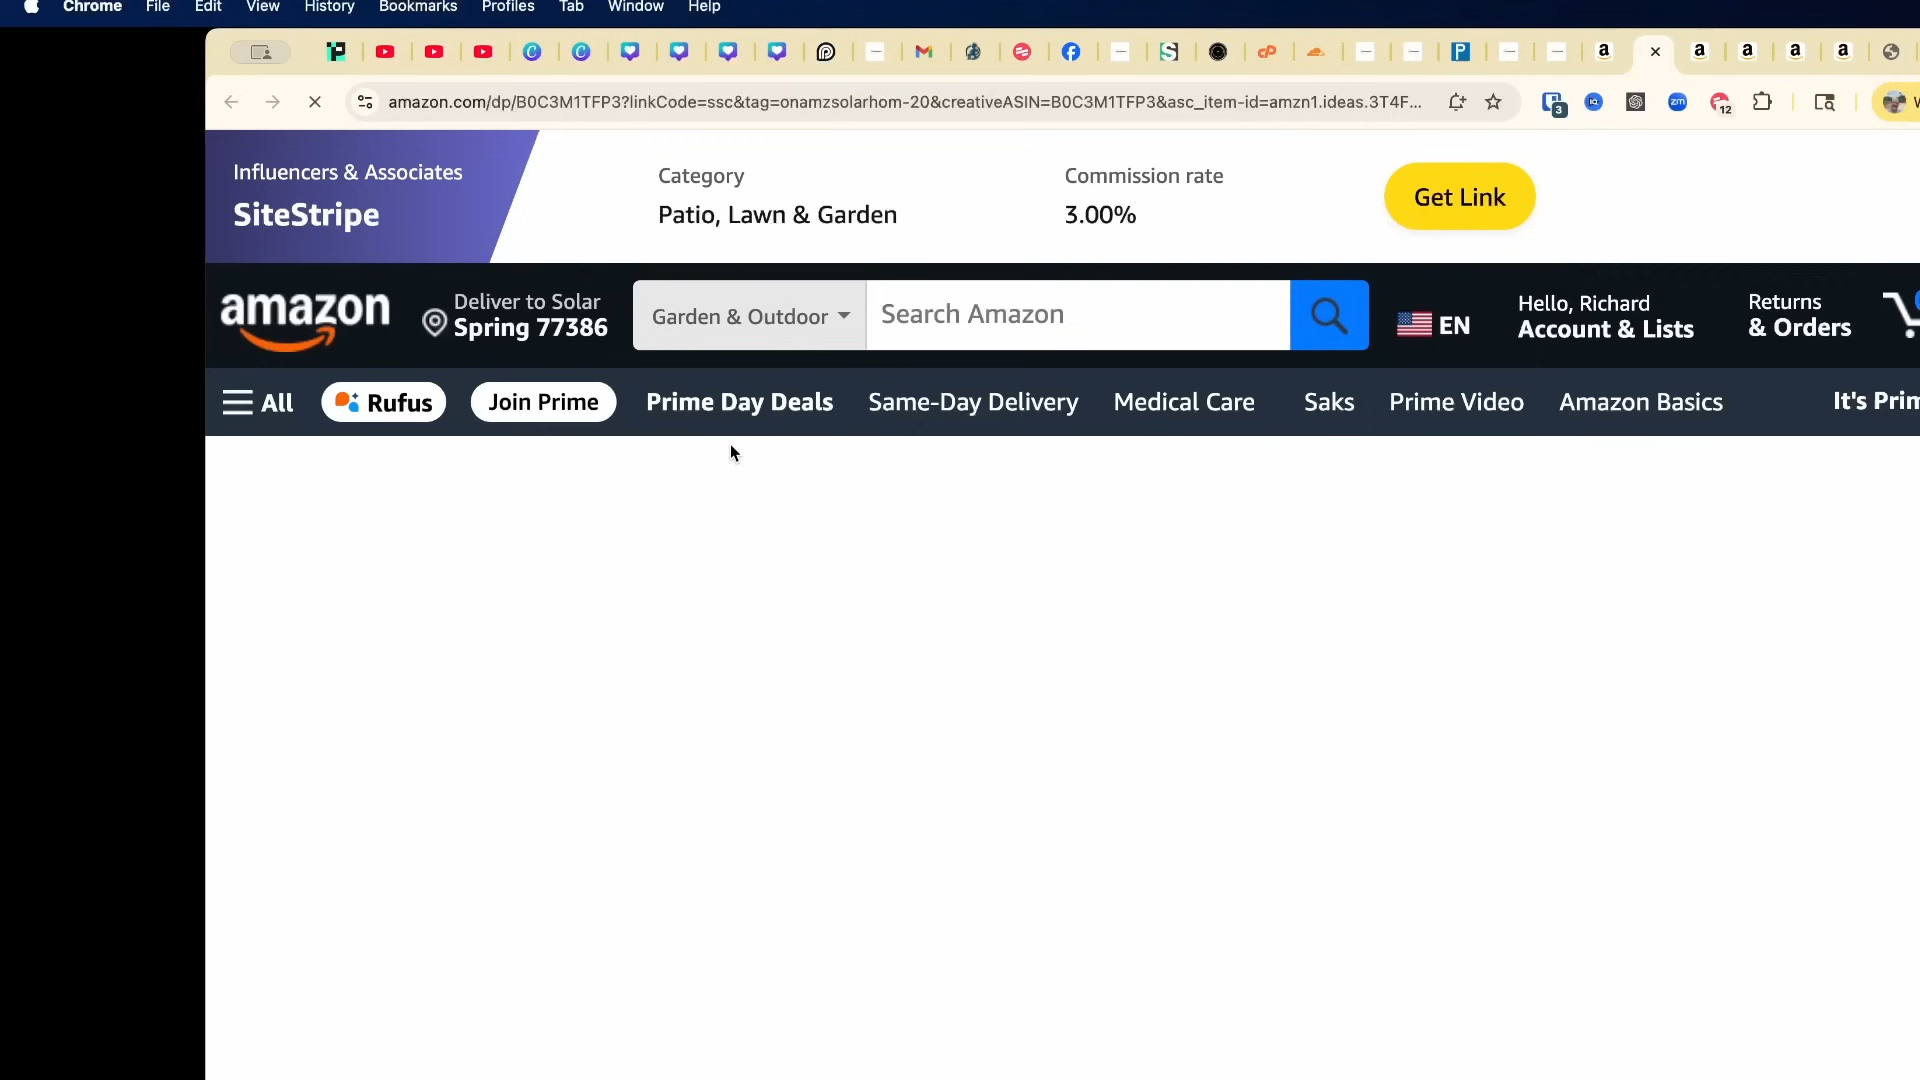 Chrome File Edit View History Bookmarks Profiles Tab Window Help
amazon.com/dp/B0C3M1TFP3?linkCode=ssc&tag=onamzsolarhom-20&creativeASIN=B0C3M1TFP3&asc_item-id=amzn1.ideas.3T4F...
3
zm
12
Influencers & Associates
SiteStripe
Category
Patio, Lawn & Garden
Commission rate
3.00%
Get Link
amazon
Deliver to Solar
Spring 77386
Garden & Outdoor
Search Amazon
EN
Hello, Richard
Account & Lists
Returns
& Orders
All Rufus Join Prime Prime Day Deals Same-Day Delivery Medical Care Saks Prime Video Amazon Basics It's Prim